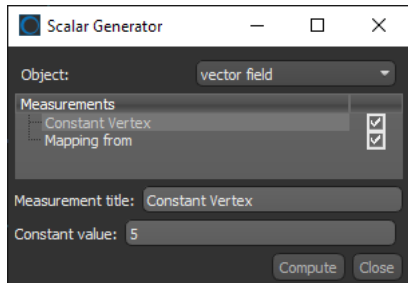 Scalar Generator
Object: vector field
Measurements
Constant Vertex
Mapping from
Measurement title: Constant Vertex
Constant value: 5
Compute Close